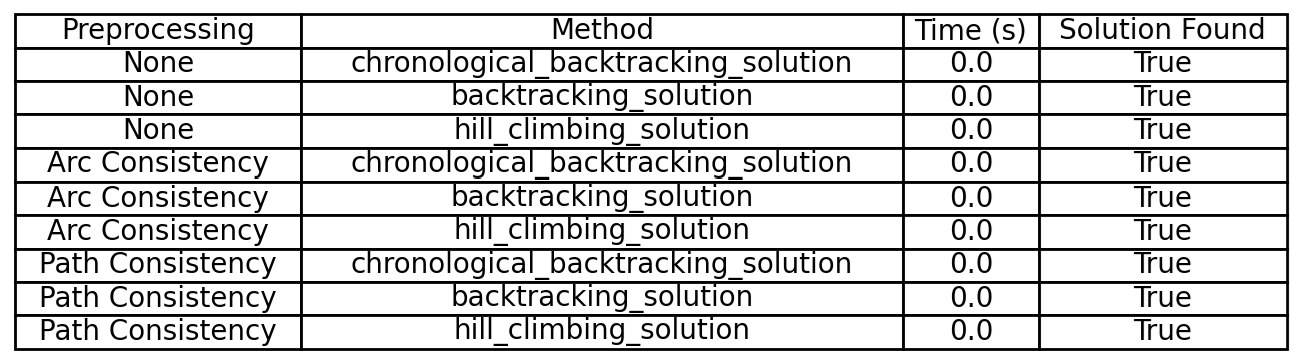 Preprocessing Method Time (s) Solution Found
None chronological_backtracking_solution 0.0 True
None backtracking_solution 0.0 True
None hill_climbing_solution 0.0 True
Arc Consistency chronological_backtracking_solution 0.0 True
Arc Consistency backtracking_solution 0.0 True
Arc Consistency hill_climbing_solution 0.0 True
Path Consistency chronological_backtracking_solution 0.0 True
Path Consistency backtracking_solution 0.0 True
Path Consistency hill_climbing_solution 0.0 True